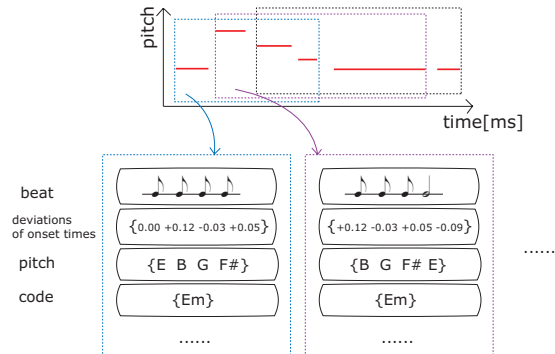 pitch
time[ms]
beat
deviations
of onset times
{0.00 +0.12 -0.03 +0.05}
{+0.12 -0.03 +0.05 -0.09}
pitch
{E B G F#}
{B G F# E}
......
code
{Em}
{Em}
......
......